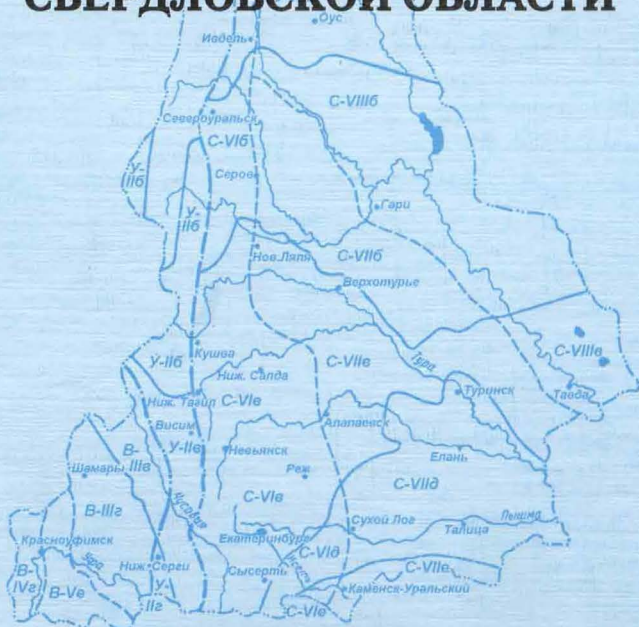 СВЕРДЛОВСКОЙ ОБЛАСТИ
Оус
Ивдель
С-VIIIб
Североуральск
С-VIб
У-IIб
Серов
У-IIб
Гари
Нов.Ляля
С-VIIб
Верхотурье
С-VIIIв
У-IIб
Кушва
С-VIIв
Тура
Ниж. Салда
Туринск
Тавда
Ниж. Тагил
С-VIв
Висим
У-IIв
Алапаевск
В-IIIв
Невьянск
Елань
Шамары
Реж
С-VIIд
В-IIIг
С-VIв
Чусовая
Сухой Лог
Талица
Пышма
Красноуфимск
Екатеринбург
С-VIд
Уфа
Ниж. Серги
Сысерть
Исеть
С-VIIе
В-IVг
В-Vе
У-IIг
Каменск-Уральский
С-VIе